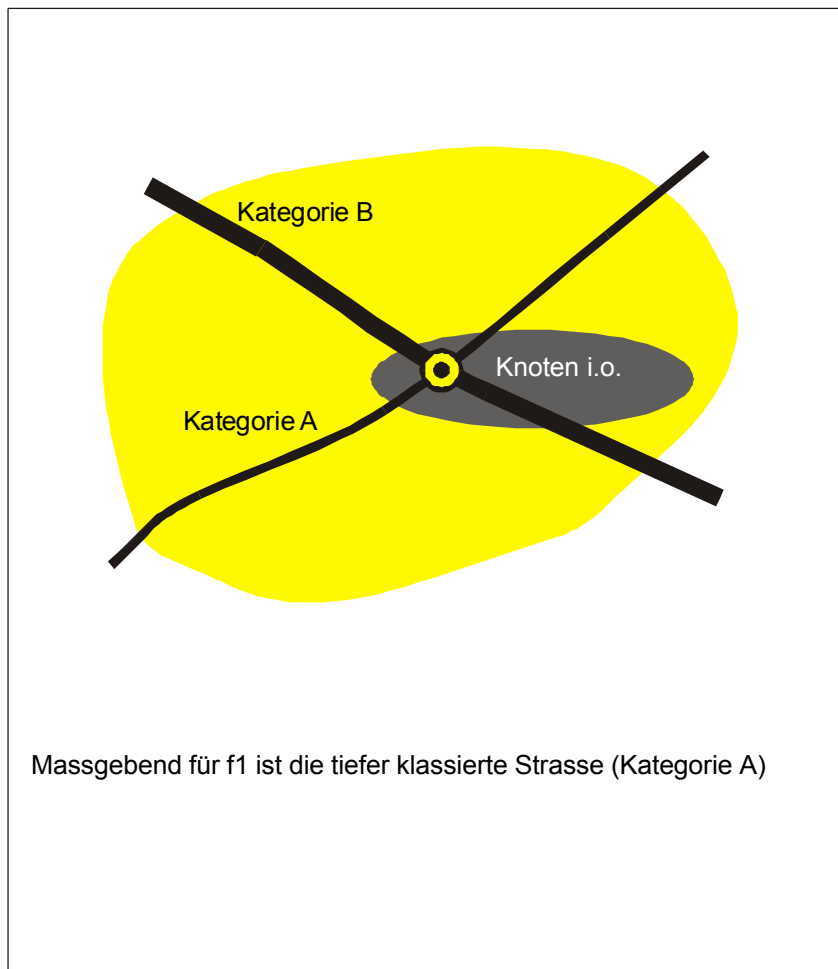 Kategorie B
Knoten i.o.
Kategorie A
Massgebend für f1 ist die tiefer klassierte Strasse (Kategorie A)